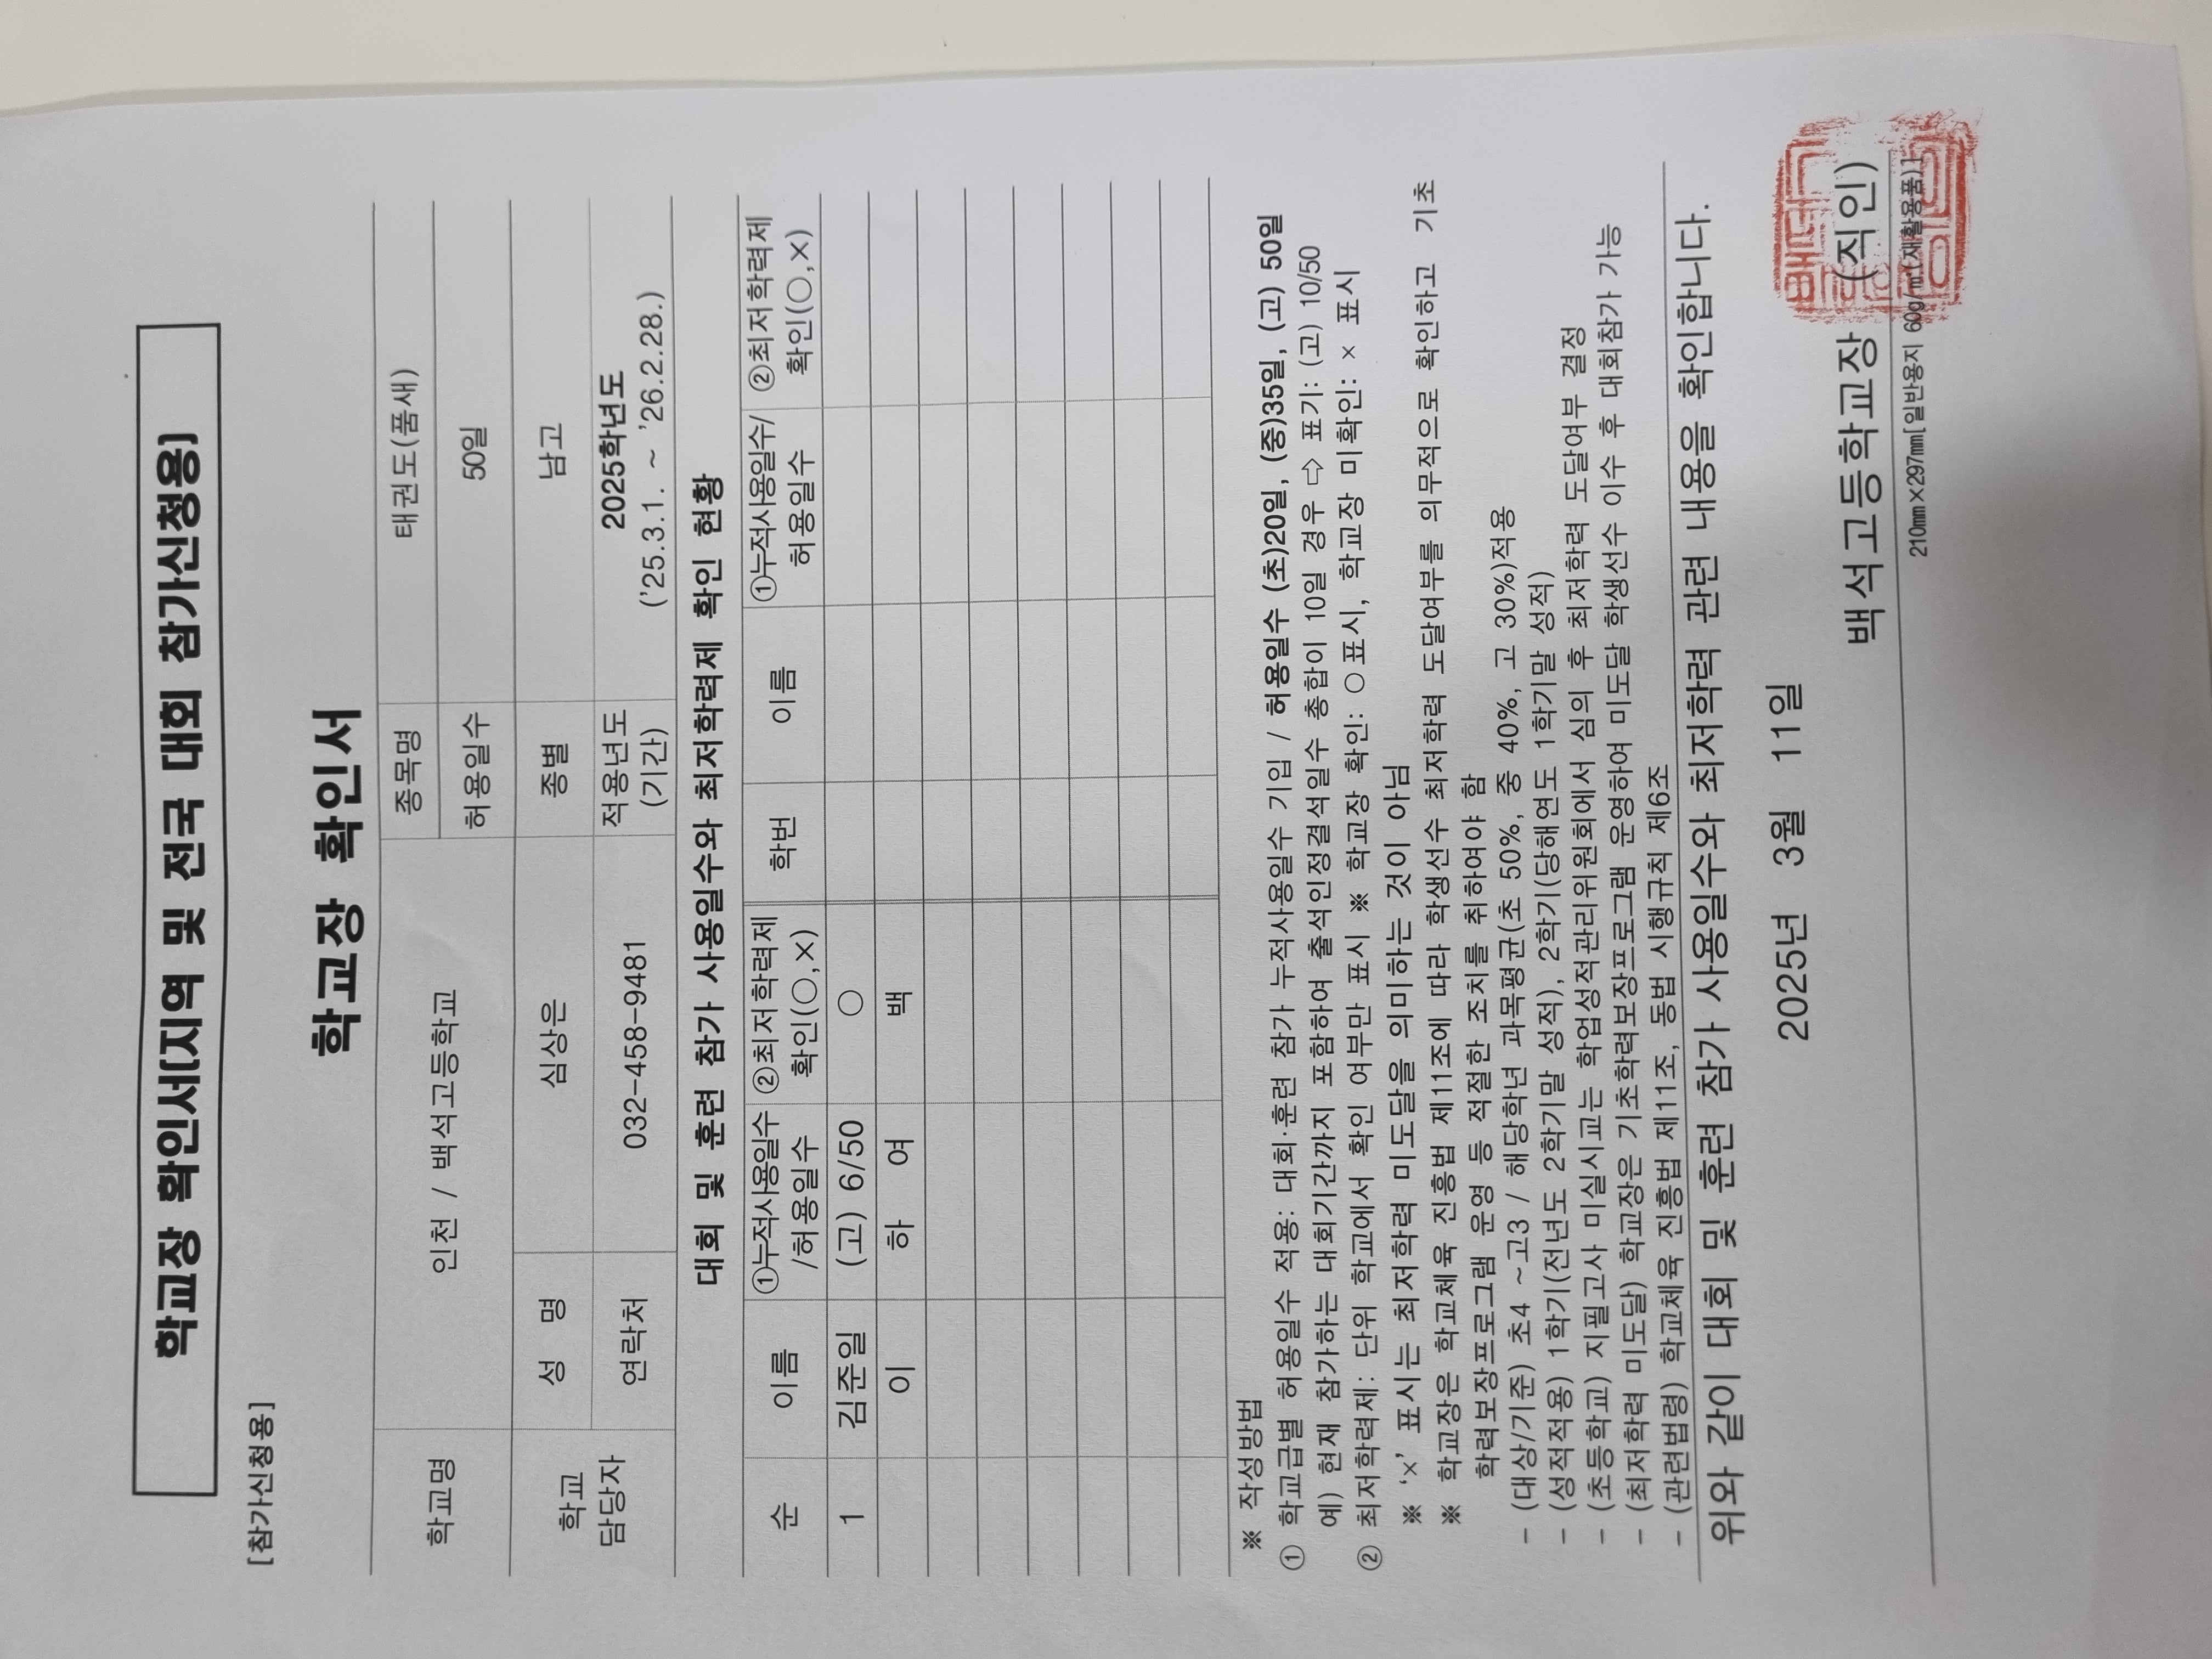 학교장 확인서(지역 및 전국 대회 참가신청용)
[참가신청용]
학교장 확인서
학교명 인천 / 백석고등학교 종목명 태권도(품새)
허용일수 50일
학교 담당자 성 명 심상은 종별 남고
연락처 032-458-9481 적용년도 (기간) 2025학년도 ('25.3.1. ~ '26.2.28.)
대회 및 훈련 참가 사용일수와 최저학력제 확인 현황
순 이름 ①누적사용일수 /허용일수 ②최저학력제 확인(○,×) 학번 이름 ①누적사용일수/ 허용일수 ②최저학력제 확인(○,×)
1 김준일 (고) 6/50 ○
이 하 여 백
※ 작성방법
① 학교급별 허용일수 적용: 대회·훈련 참가 누적사용일수 기입 / 허용일수 (초)20일, (중)35일, (고) 50일
예) 현재 참가하는 대회기간까지 포함하여 출석인정결석일수 총합이 10일 경우 ⇨ 표기: (고) 10/50
② 최저학력제: 단위 학교에서 확인 여부만 표시 ※ 학교장 확인: ○ 표시, 학교장 미확인: × 표시
※ '×' 표시는 최저학력 미도달을 의미하는 것이 아님
※ 학교장은 학교체육 진흥법 제11조에 따라 학생선수 최저학력 도달여부를 의무적으로 확인하고 기초
학력보장프로그램 운영 등 적절한 조치를 취하여야 함
- (대상/기준) 초4 ~고3 / 해당학년 과목평균(초 50%, 중 40%, 고 30%)적용
- (성적적용) 1학기(전년도 2학기말 성적), 2학기(당해연도 1학기말 성적)
- (초등학교) 지필고사 미실시교는 학업성적관리위원회에서 심의 후 최저학력 도달여부 결정
- (최저학력 미도달) 학교장은 기초학력보장프로그램 운영하여 미도달 학생선수 이수 후 대회참가 가능
- (관련법령) 학교체육 진흥법 제11조, 동법 시행규칙 제6조
위와 같이 대회 및 훈련 참가 사용일수와 최저학력 관련 내용을 확인합니다.
2025년 3월 11일
백석고등학교장 (직인)
210㎜×297㎜[일반용지 60g/㎡(재활용품)]